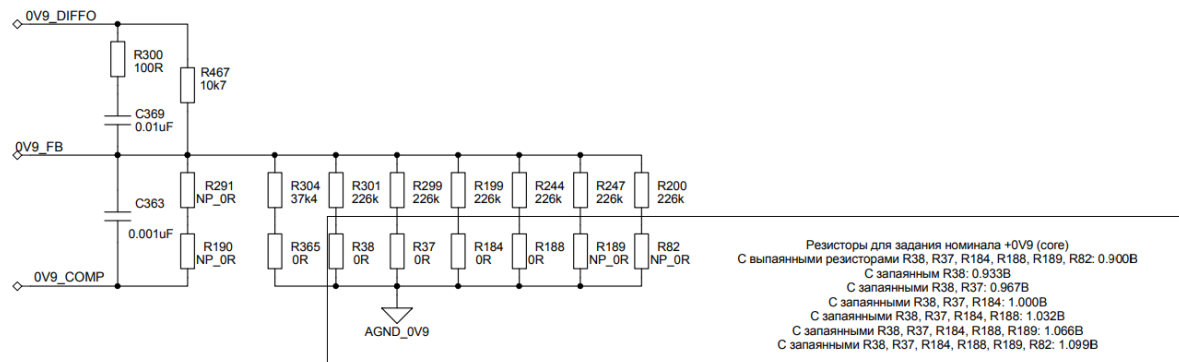 0V9_DIFFO
R300
100R
R467
10k7
C369
0.01uF
0V9_FB
R291
NP_0R
R304
37k4
R301
226k
R299
226k
R199
226k
R244
226k
R247
226k
R200
226k
C363
0.001uF
R190
NP_0R
R365
0R
R38
0R
R37
0R
R184
0R
R188
0R
R189
NP_0R
R82
NP_0R
0V9_COMP
AGND_0V9
Резисторы для задания номинала +0V9 (core)
С выпаянными резисторами R38, R37, R184, R188, R189, R82: 0.900В
С запаянным R38: 0.933В
С запаянными R38, R37: 0.967В
С запаянными R38, R37, R184: 1.000В
С запаянными R38, R37, R184, R188: 1.032В
С запаянными R38, R37, R184, R188, R189: 1.066В
С запаянными R38, R37, R184, R188, R189, R82: 1.099В